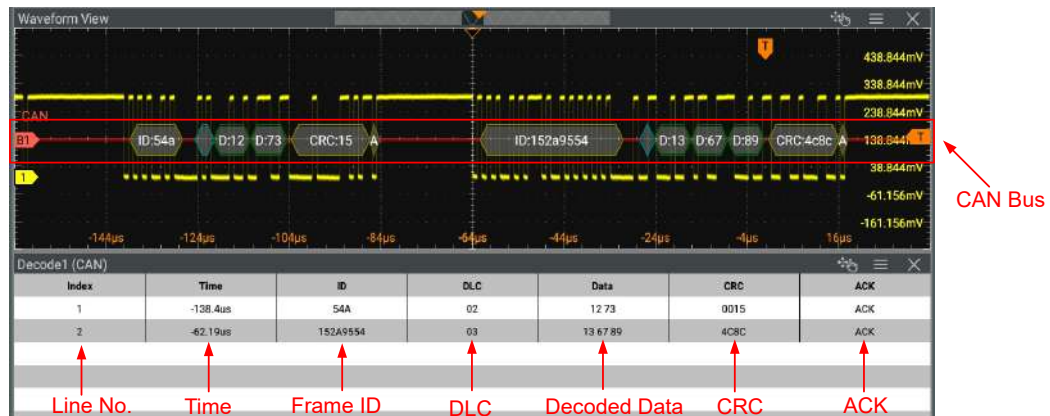 Waveform View
T
438.844mV
338.844mV
238.844mV
CAN
B1 ID:54a D:12 D:73 CRC:15 A ID:152a9554 D:13 D:67 D:89 CRC:4c8c A 138.844 T
1
38.844mV
-61.156mV
-161.156mV
CAN Bus
-144µs -124µs -104µs -84µs -64µs -44µs -24µs -4µs 16µs
Decode1 (CAN)
Index Time ID DLC Data CRC ACK
1 -138.4us 54A 02 12 73 0015 ACK
2 -62.19us 152A9554 03 13 67 89 4C8C ACK
Line No. Time Frame ID DLC Decoded Data CRC ACK